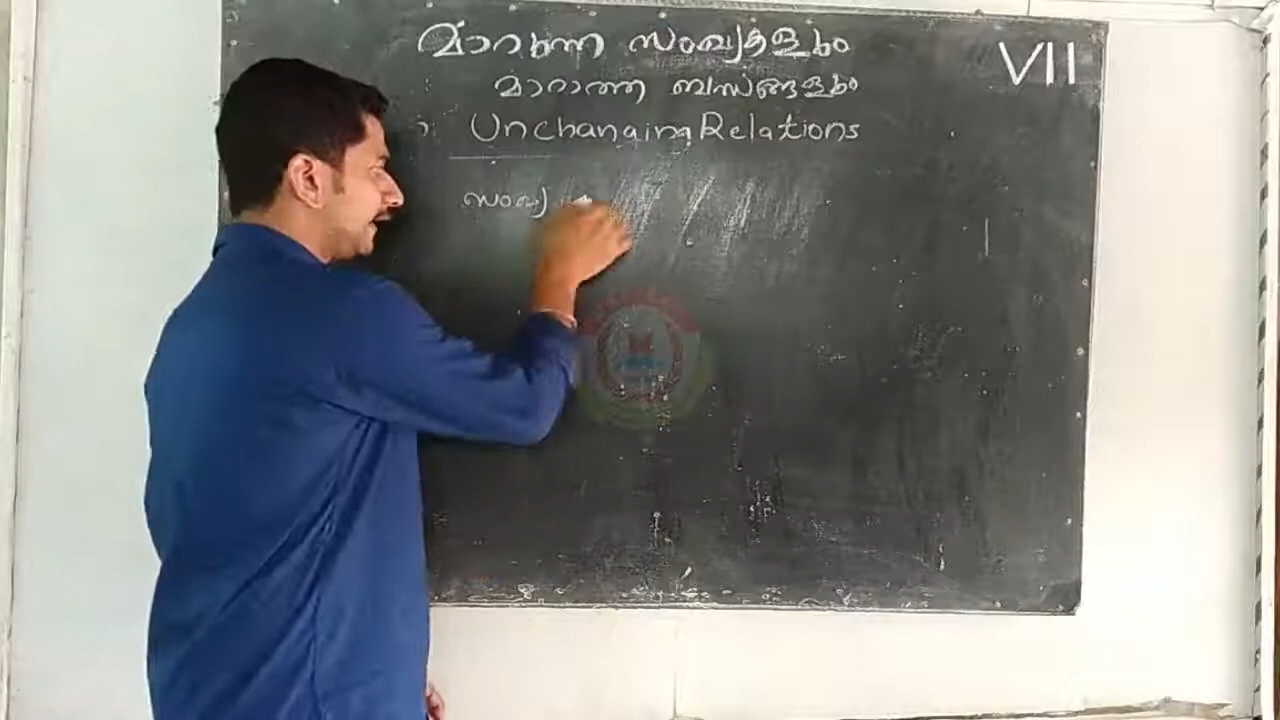 മാറുന്ന സംഖ്യകളും
VII
മാറാത്ത ബന്ധങ്ങളും
Unchanging Relations
സംഖ്യ